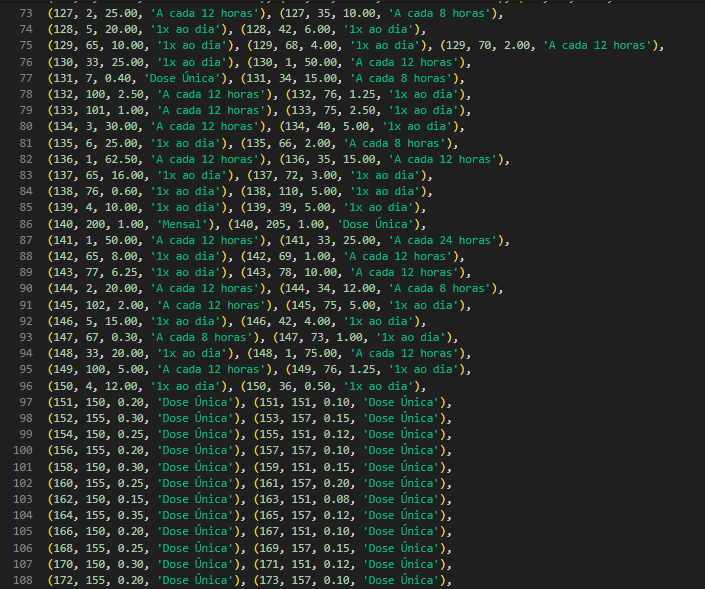 73 (127, 2, 25.00, 'A cada 12 horas'), (127, 35, 10.00, 'A cada 8 horas'),
74 (128, 5, 20.00, '1x ao dia'), (128, 42, 6.00, '1x ao dia'),
75 (129, 65, 10.00, '1x ao dia'), (129, 68, 4.00, '1x ao dia'), (129, 70, 2.00, 'A cada 12 horas'),
76 (130, 33, 25.00, '1x ao dia'), (130, 1, 50.00, 'A cada 12 horas'),
77 (131, 7, 0.40, 'Dose Única'), (131, 34, 15.00, 'A cada 8 horas'),
78 (132, 100, 2.50, 'A cada 12 horas'), (132, 76, 1.25, '1x ao dia'),
79 (133, 101, 1.00, 'A cada 12 horas'), (133, 75, 2.50, '1x ao dia'),
80 (134, 3, 30.00, 'A cada 12 horas'), (134, 40, 5.00, '1x ao dia'),
81 (135, 6, 25.00, '1x ao dia'), (135, 66, 2.00, 'A cada 8 horas'),
82 (136, 1, 62.50, 'A cada 12 horas'), (136, 35, 15.00, 'A cada 12 horas'),
83 (137, 65, 16.00, '1x ao dia'), (137, 72, 3.00, '1x ao dia'),
84 (138, 76, 0.60, '1x ao dia'), (138, 110, 5.00, '1x ao dia'),
85 (139, 4, 10.00, '1x ao dia'), (139, 39, 5.00, '1x ao dia'),
86 (140, 200, 1.00, 'Mensal'), (140, 205, 1.00, 'Dose Única'),
87 (141, 1, 50.00, 'A cada 12 horas'), (141, 33, 25.00, 'A cada 24 horas'),
88 (142, 65, 8.00, '1x ao dia'), (142, 69, 1.00, 'A cada 12 horas'),
89 (143, 77, 6.25, '1x ao dia'), (143, 78, 10.00, 'A cada 12 horas'),
90 (144, 2, 20.00, 'A cada 12 horas'), (144, 34, 12.00, 'A cada 8 horas'),
91 (145, 102, 2.00, 'A cada 12 horas'), (145, 75, 5.00, '1x ao dia'),
92 (146, 5, 15.00, '1x ao dia'), (146, 42, 4.00, '1x ao dia'),
93 (147, 67, 0.30, 'A cada 8 horas'), (147, 73, 1.00, '1x ao dia'),
94 (148, 33, 20.00, '1x ao dia'), (148, 1, 75.00, 'A cada 12 horas'),
95 (149, 100, 5.00, 'A cada 12 horas'), (149, 76, 1.25, '1x ao dia'),
96 (150, 4, 12.00, '1x ao dia'), (150, 36, 0.50, '1x ao dia'),
97 (151, 150, 0.20, 'Dose Única'), (151, 151, 0.10, 'Dose Única'),
98 (152, 155, 0.30, 'Dose Única'), (153, 157, 0.15, 'Dose Única'),
99 (154, 150, 0.25, 'Dose Única'), (155, 151, 0.12, 'Dose Única'),
100 (156, 155, 0.20, 'Dose Única'), (157, 157, 0.10, 'Dose Única'),
101 (158, 150, 0.30, 'Dose Única'), (159, 151, 0.15, 'Dose Única'),
102 (160, 155, 0.25, 'Dose Única'), (161, 157, 0.20, 'Dose Única'),
103 (162, 150, 0.15, 'Dose Única'), (163, 151, 0.08, 'Dose Única'),
104 (164, 155, 0.35, 'Dose Única'), (165, 157, 0.12, 'Dose Única'),
105 (166, 150, 0.20, 'Dose Única'), (167, 151, 0.10, 'Dose Única'),
106 (168, 155, 0.25, 'Dose Única'), (169, 157, 0.15, 'Dose Única'),
107 (170, 150, 0.30, 'Dose Única'), (171, 151, 0.12, 'Dose Única'),
108 (172, 155, 0.20, 'Dose Única'), (173, 157, 0.10, 'Dose Única'),